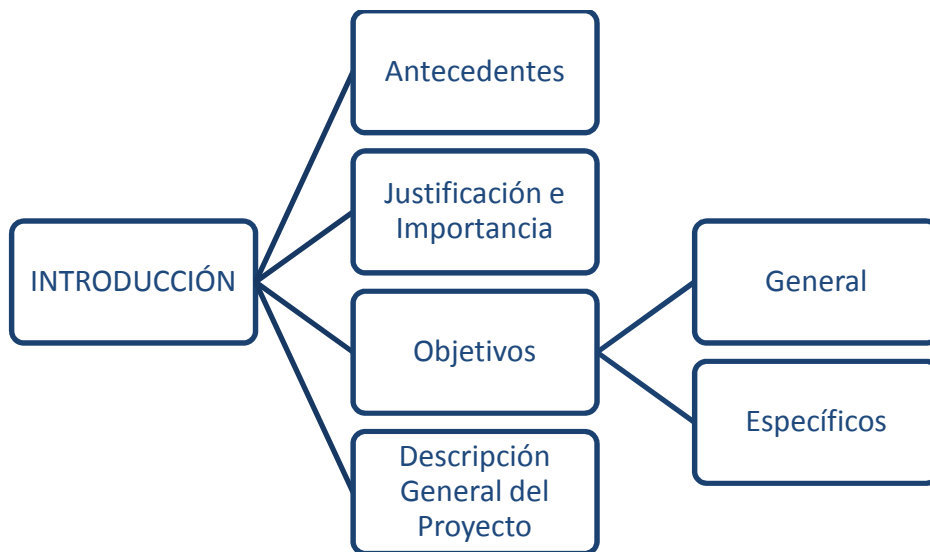 INTRODUCCIÓN
Antecedentes
Justificación e
Importancia
Objetivos
General
Específicos
Descripción
General del
Proyecto